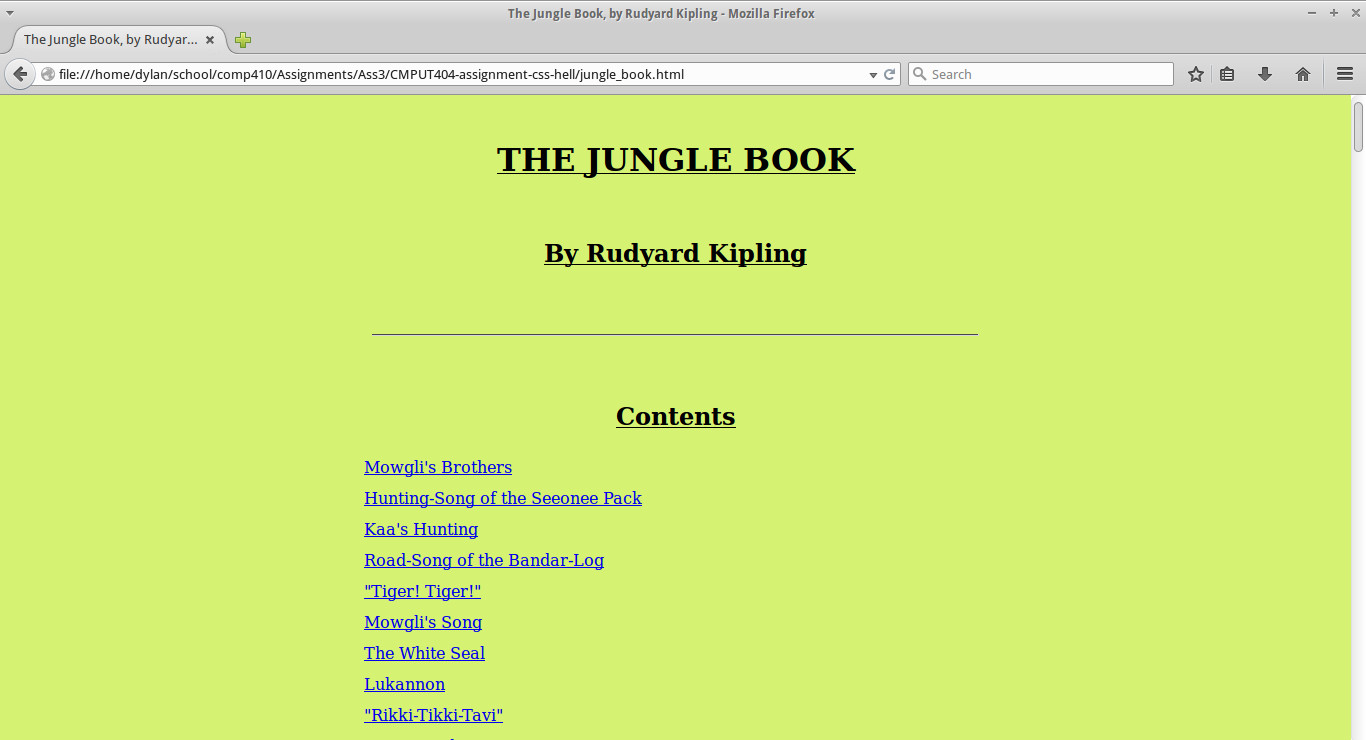 The Jungle Book, by Rudyard Kipling - Mozilla Firefox
The Jungle Book, by Rudyar...
file:///home/dylan/school/comp410/Assignments/Ass3/CMPUT404-assignment-css-hell/jungle_book.html
Search
THE JUNGLE BOOK
By Rudyard Kipling
Contents
Mowgli's Brothers
Hunting-Song of the Seeonee Pack
Kaa's Hunting
Road-Song of the Bandar-Log
"Tiger! Tiger!"
Mowgli's Song
The White Seal
Lukannon
"Rikki-Tikki-Tavi"